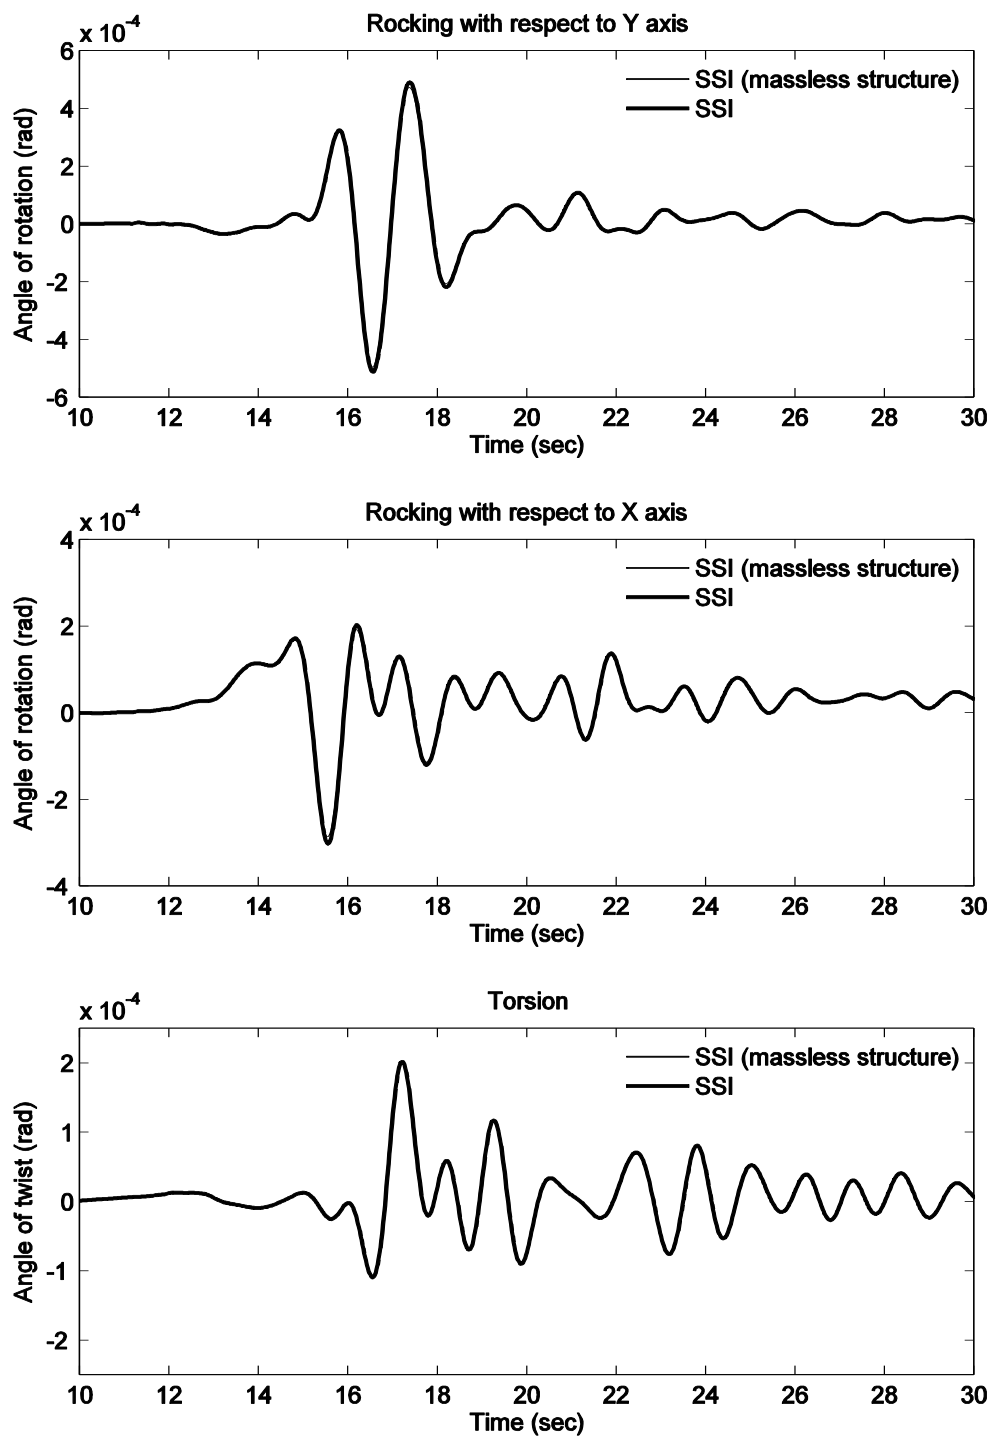 Rocking with respect to Y axis
x 10-4
SSI (massless structure)
SSI
6
4
2
0
-2
-4
-6
Angle of rotation (rad)
10 12 14 16 18 20 22 24 26 28 30
Time (sec)
Rocking with respect to X axis
x 10-4
SSI (massless structure)
SSI
4
2
0
-2
-4
Angle of rotation (rad)
10 12 14 16 18 20 22 24 26 28 30
Time (sec)
Torsion
x 10-4
SSI (massless structure)
SSI
2
1
0
-1
-2
Angle of twist (rad)
10 12 14 16 18 20 22 24 26 28 30
Time (sec)